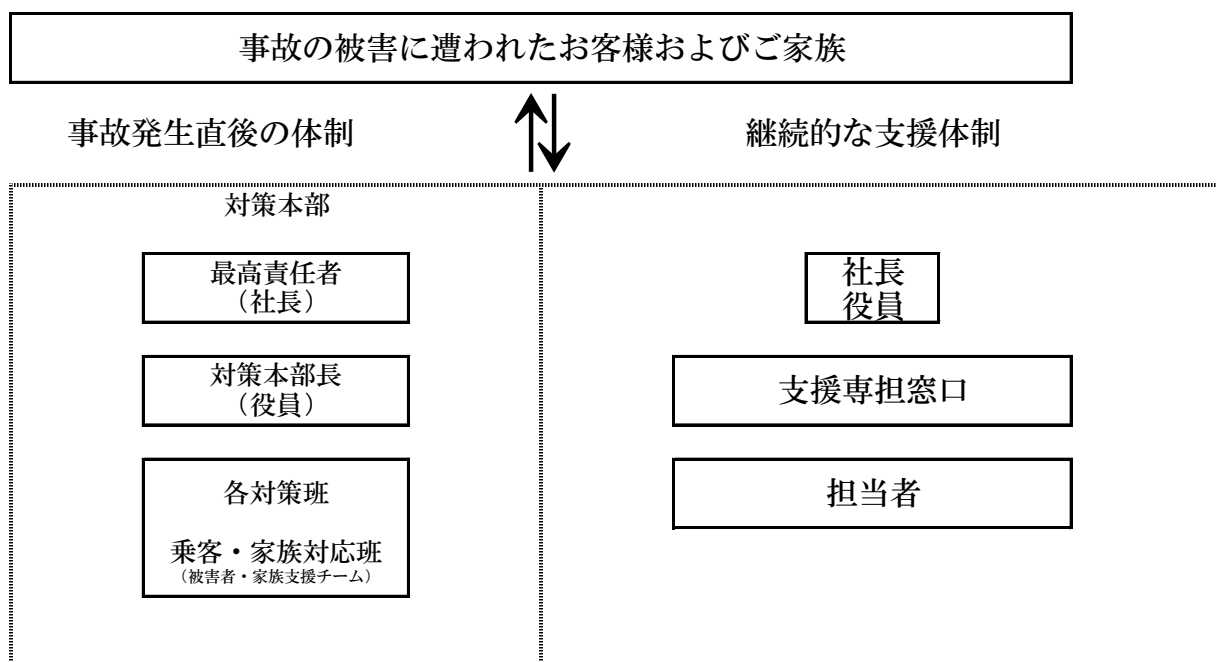 事故の被害に遭われたお客様およびご家族
事故発生直後の体制
継続的な支援体制
対策本部
最高責任者
（社長）
対策本部長
（役員）
各対策班
乗客・家族対応班
（被害者・家族支援チーム）
社長
役員
支援専担窓口
担当者